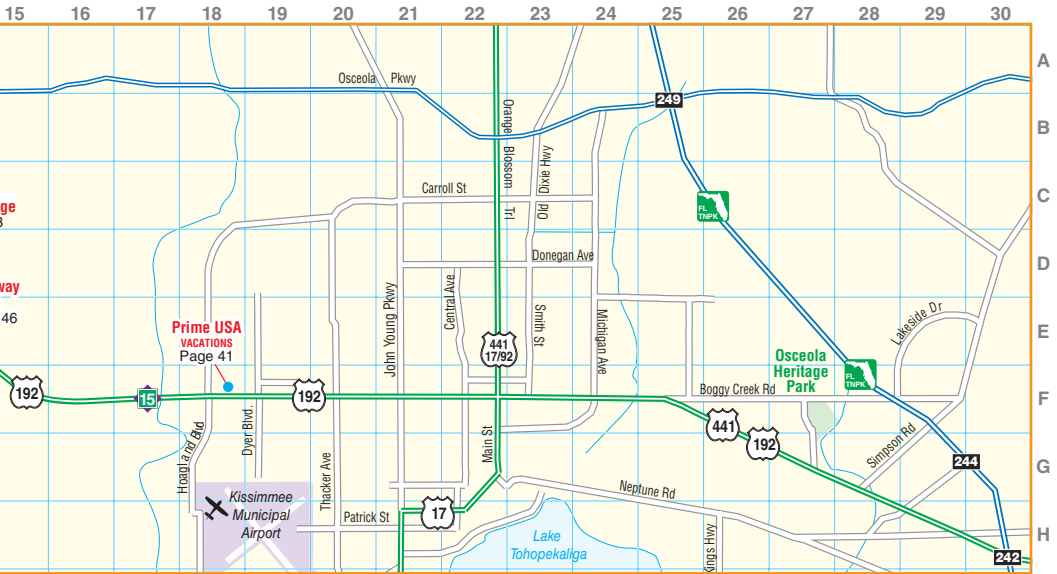 15 16 17 18 19 20 21 22 23 24 25 26 27 28 29 30
A
Osceola Pkwy
249
Orange Blossom Trl
B
Old Dixie Hwy
Carroll St
C
ge
FL
TNPK
D
Donegan Ave
way
46
John Young Pkwy
Central Ave
Smith St
Michigan Ave
Lakeside Dr
E
Prime USA
VACATIONS
Page 41
441
17/92
Osceola
Heritage
Park
FL
TNPK
192
15
192
Boggy Creek Rd
F
441
192
Hoagland Blvd
Dyer Blvd.
Main St
Simpson Rd
Thacker Ave
244
G
Kissimmee
Municipal
Airport
Neptune Rd
Patrick St
17
Lake
Tohopekaliga
Kings Hwy
H
242